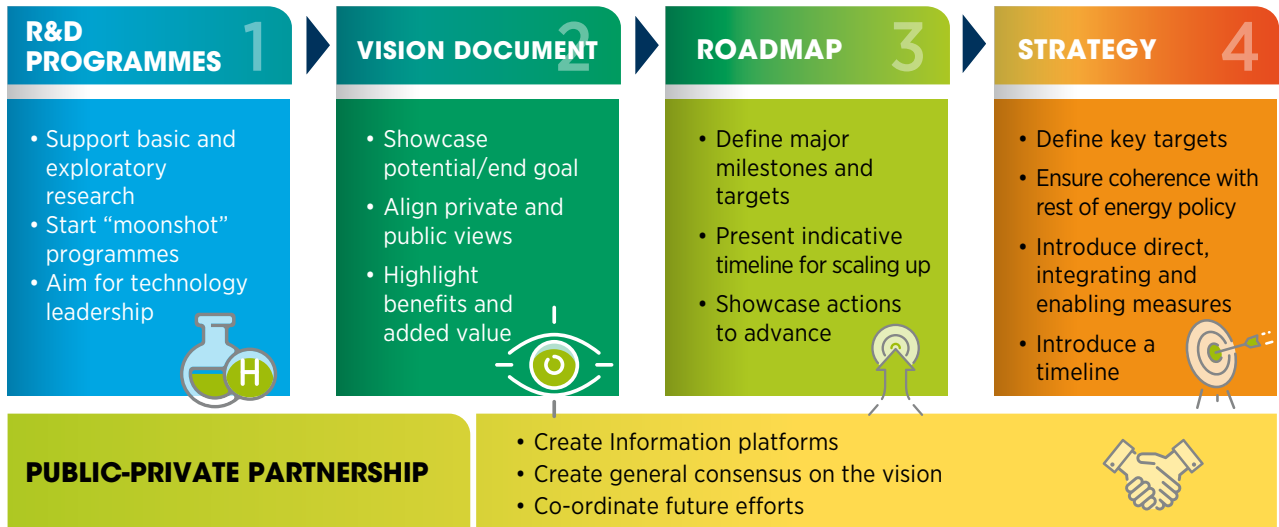 R&D
PROGRAMMES
1
• Support basic and
exploratory
research
• Start “moonshot”
programmes
• Aim for technology
leadership
H
VISION DOCUMENT
2
• Showcase
potential/end goal
• Align private and
public views
• Highlight
benefits and
added value
ROADMAP
3
• Define major
milestones and
targets
• Present indicative
timeline for scaling up
• Showcase actions
to advance
STRATEGY
4
• Define key targets
• Ensure coherence with
rest of energy policy
• Introduce direct,
integrating and
enabling measures
• Introduce a
timeline
PUBLIC-PRIVATE PARTNERSHIP
• Create Information platforms
• Create general consensus on the vision
• Co-ordinate future efforts